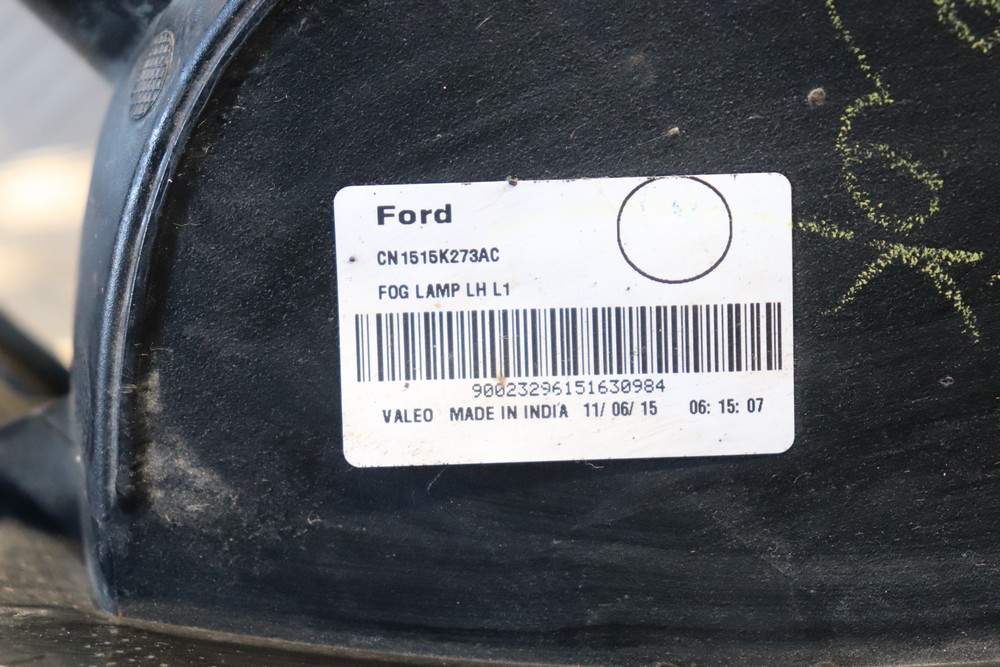 Ford
CN1515K273AC
FOG LAMP LH L1
90023296151630984
VALEO MADE IN INDIA 11/ 06/ 15 06: 15: 07